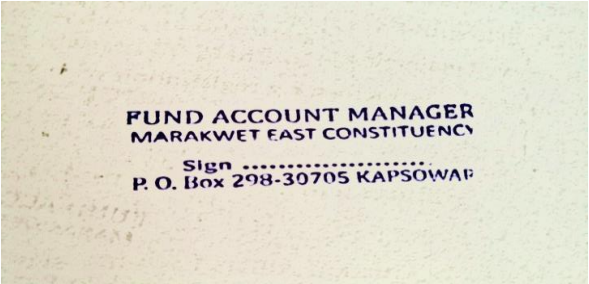 FUND ACCOUNT MANAGER
MARAKWET EAST CONSTITUENCY
Sign ......................
P. O. Box 298-30705 KAPSOWAR